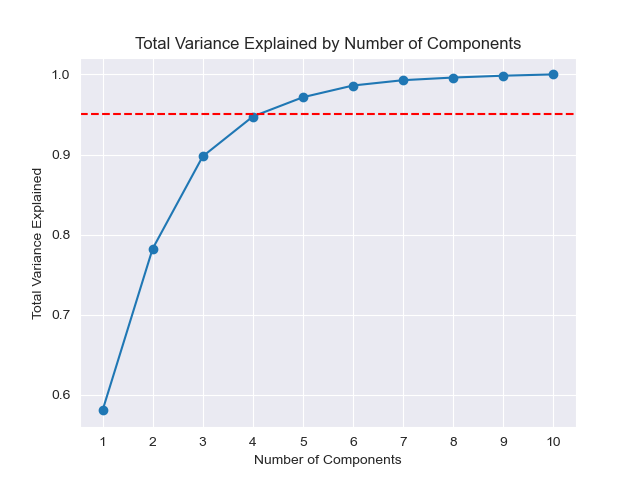 Total Variance Explained by Number of Components
1.0
0.9
0.8
0.7
0.6
Total Variance Explained
1 2 3 4 5 6 7 8 9 10
Number of Components